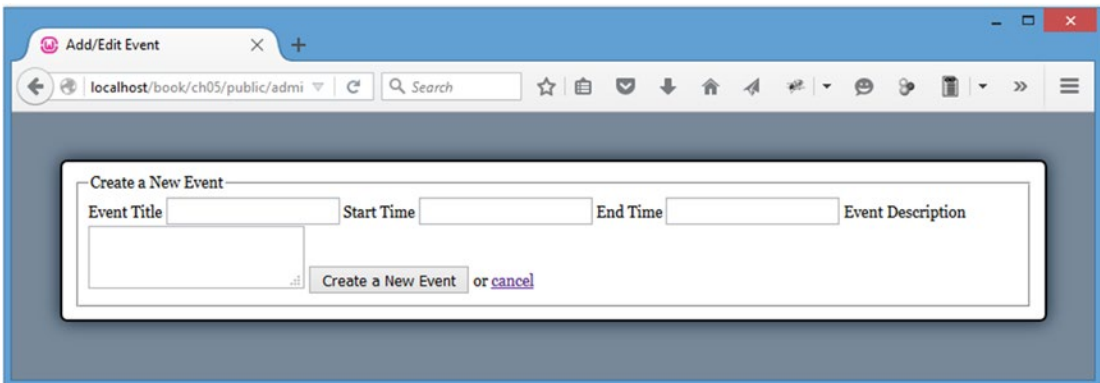 Add/Edit Event
localhost/book/ch05/public/admi
Search
Create a New Event
Event Title Start Time End Time Event Description
Create a New Event or cancel